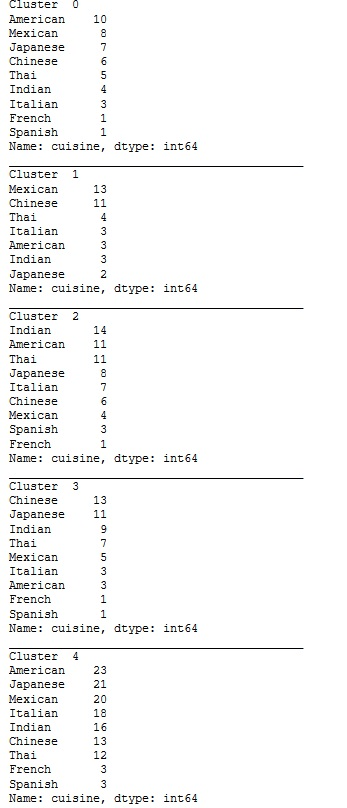 Cluster  0
American    10
Mexican      8
Japanese     7
Chinese      6
Thai         5
Indian       4
Italian      3
French       1
Spanish      1
Name: cuisine, dtype: int64
Cluster  1
Mexican     13
Chinese     11
Thai         4
Italian      3
American     3
Indian       3
Japanese     2
Name: cuisine, dtype: int64
Cluster  2
Indian      14
American    11
Thai        11
Japanese     8
Italian      7
Chinese      6
Mexican      4
Spanish      3
French       1
Name: cuisine, dtype: int64
Cluster  3
Chinese     13
Japanese    11
Indian       9
Thai         7
Mexican      5
Italian      3
American     3
French       1
Spanish      1
Name: cuisine, dtype: int64
Cluster  4
American    23
Japanese    21
Mexican     20
Italian     18
Indian      16
Chinese     13
Thai        12
French       3
Spanish      3
Name: cuisine, dtype: int64